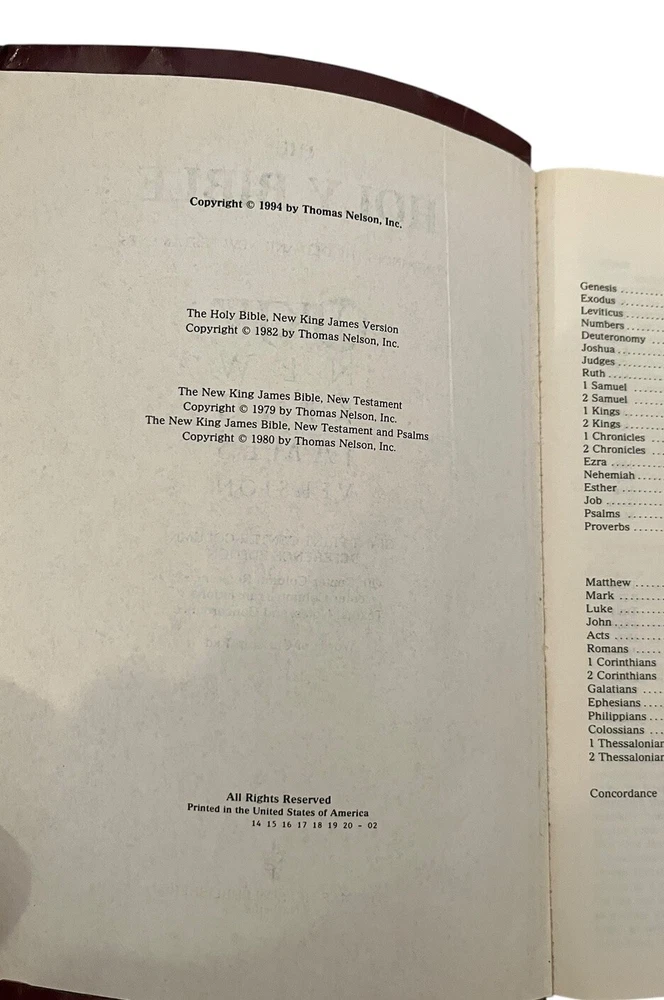 Copyright © 1994 by Thomas Nelson, Inc.
The Holy Bible, New King James Version
Copyright © 1982 by Thomas Nelson, Inc.
The New King James Bible, New Testament
Copyright © 1979 by Thomas Nelson, Inc.
The New King James Bible, New Testament and Psalms
Copyright © 1980 by Thomas Nelson, Inc.
All Rights Reserved
Printed in the United States of America
14 15 16 17 18 19 20 – 02
Genesis ........
Exodus ........
Leviticus ......
Numbers ......
Deuteronomy ..
Joshua ........
Judges ........
Ruth ..........
1 Samuel ......
2 Samuel ......
1 Kings ........
2 Kings ........
1 Chronicles ...
2 Chronicles ...
Ezra ..........
Nehemiah .....
Esther ........
Job ...........
Psalms ........
Proverbs ......
Matthew .....
Mark ........
Luke ........
John .........
Acts .........
Romans .....
1 Corinthians
2 Corinthians
Galatians ....
Ephesians ....
Philippians ...
Colossians ...
1 Thessalonian
2 Thessalonian
Concordance